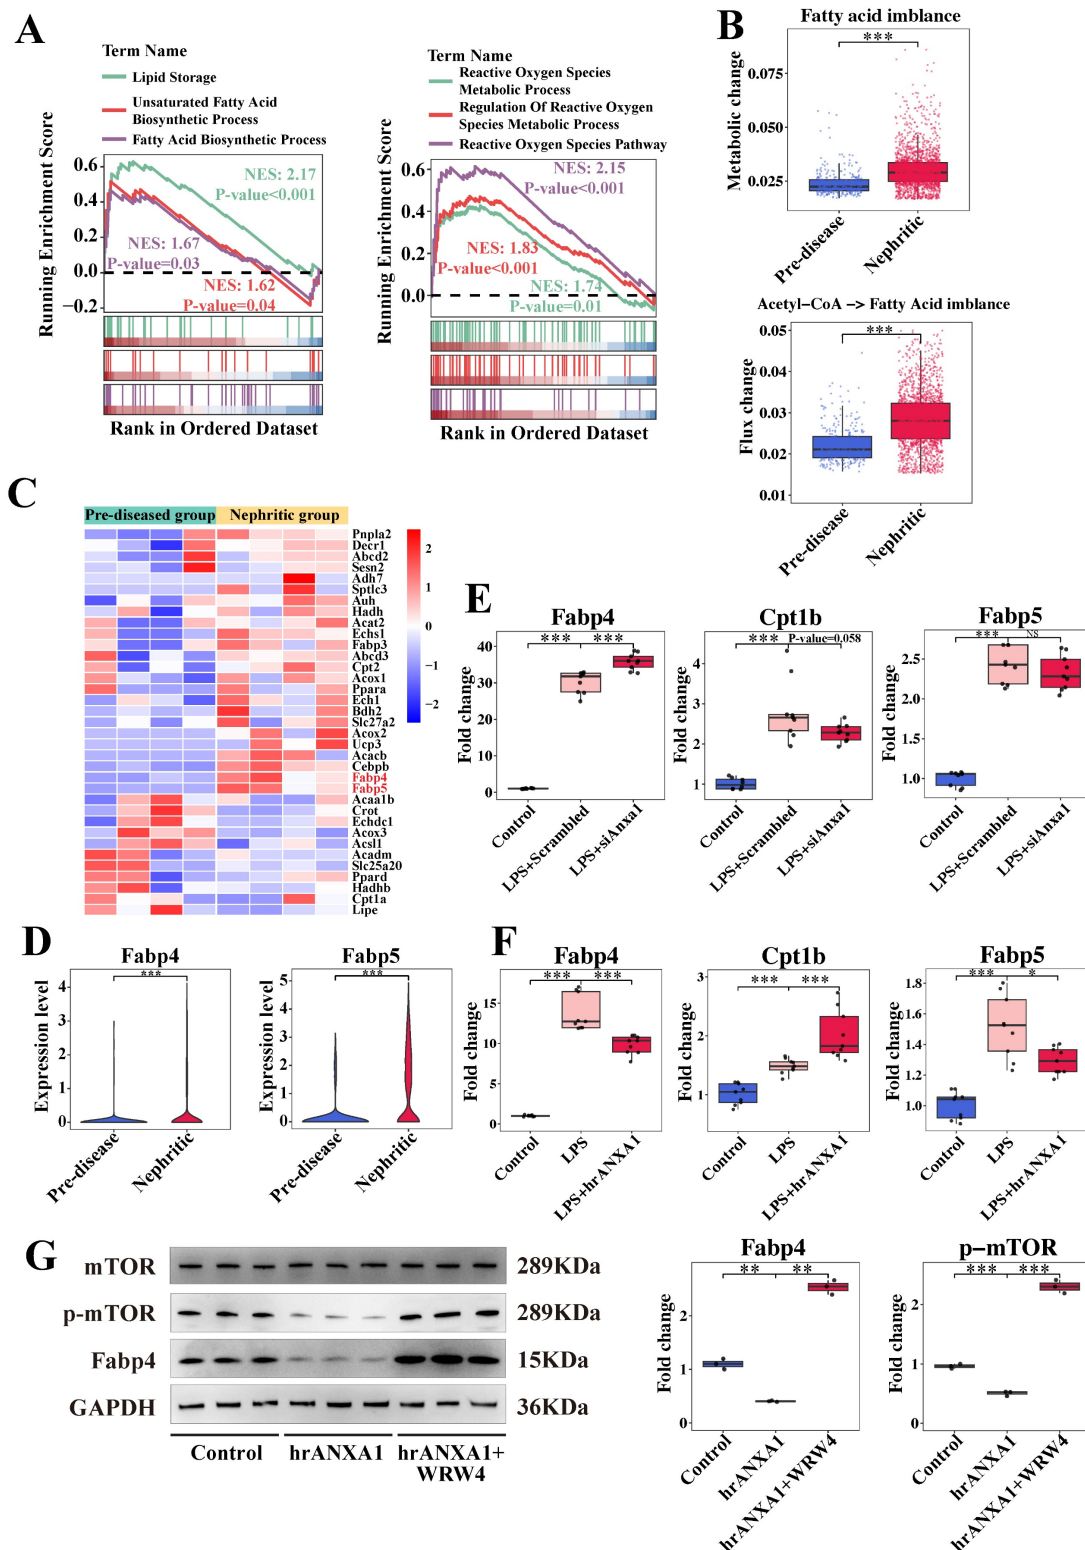 A
Term Name
Lipid Storage
Unsaturated Fatty Acid
Biosynthetic Process
Fatty Acid Biosynthetic Process
Running Enrichment Score
0.6
0.4
0.2
0.0
−0.2
NES: 2.17
P-value<0.001
NES: 1.67
P-value=0.03
NES: 1.62
P-value=0.04
Rank in Ordered Dataset
Term Name
Reactive Oxygen Species
Metabolic Process
Regulation Of Reactive Oxygen
Species Metabolic Process
Reactive Oxygen Species Pathway
Running Enrichment Score
0.6
0.4
0.2
0.0
NES: 2.15
P-value<0.001
NES: 1.83
P-value<0.001
NES: 1.74
P-value=0.01
Rank in Ordered Dataset
B
Fatty acid imblance
***
Metabolic change
0.075
0.050
0.025
Pre-disease
Nephritic
Acetyl−CoA −> Fatty Acid imblance
***
Flux change
0.05
0.04
0.03
0.02
0.01
Pre-disease
Nephritic
C
Pre-diseased group
Nephritic group
Pnpla2
Decr1
Abcd2
Sesn2
Adh7
Sptlc3
Auh
Hadh
Acat2
Echs1
Fabp3
Abcd3
Cpt2
Acox1
Ppara
Ech1
Bdh2
Slc27a2
Acox2
Ucp3
Acacb
Cebpb
Fabp4
Fabp5
Acaa1b
Crot
Echdc1
Acox3
Acsl1
Acadm
Slc25a20
Ppard
Hadhb
Cpt1a
Lipe
2
1
0
−1
−2
D
Fabp4
***
Expression level
4
3
2
1
0
Pre-disease
Nephritic
Fabp5
***
Expression level
5
4
3
2
1
0
Pre-disease
Nephritic
E
Fabp4
*** ***
Fold change
40
30
20
10
0
Control
LPS+Scrambled
LPS+siAnxa1
Cpt1b
*** P-value=0.058
Fold change
4
3
2
1
Control
LPS+Scrambled
LPS+siAnxa1
Fabp5
*** NS
Fold change
2.5
2.0
1.5
1.0
Control
LPS+Scrambled
LPS+siAnxa1
F
Fabp4
*** ***
Fold change
15
10
5
0
Control
LPS
LPS+hrANXA1
Cpt1b
*** ***
Fold change
3
2
1
Control
LPS
LPS+hrANXA1
Fabp5
*** *
Fold change
1.8
1.6
1.4
1.2
1.0
Control
LPS
LPS+hrANXA1
G
mTOR 289KDa
p-mTOR 289KDa
Fabp4 15KDa
GAPDH 36KDa
Control hrANXA1 hrANXA1+
WRW4
Fabp4
** **
Fold change
2
1
0
Control
hrANXA1
hrANXA1+WRW4
p−mTOR
*** ***
Fold change
2
1
0
Control
hrANXA1
hrANXA1+WRW4